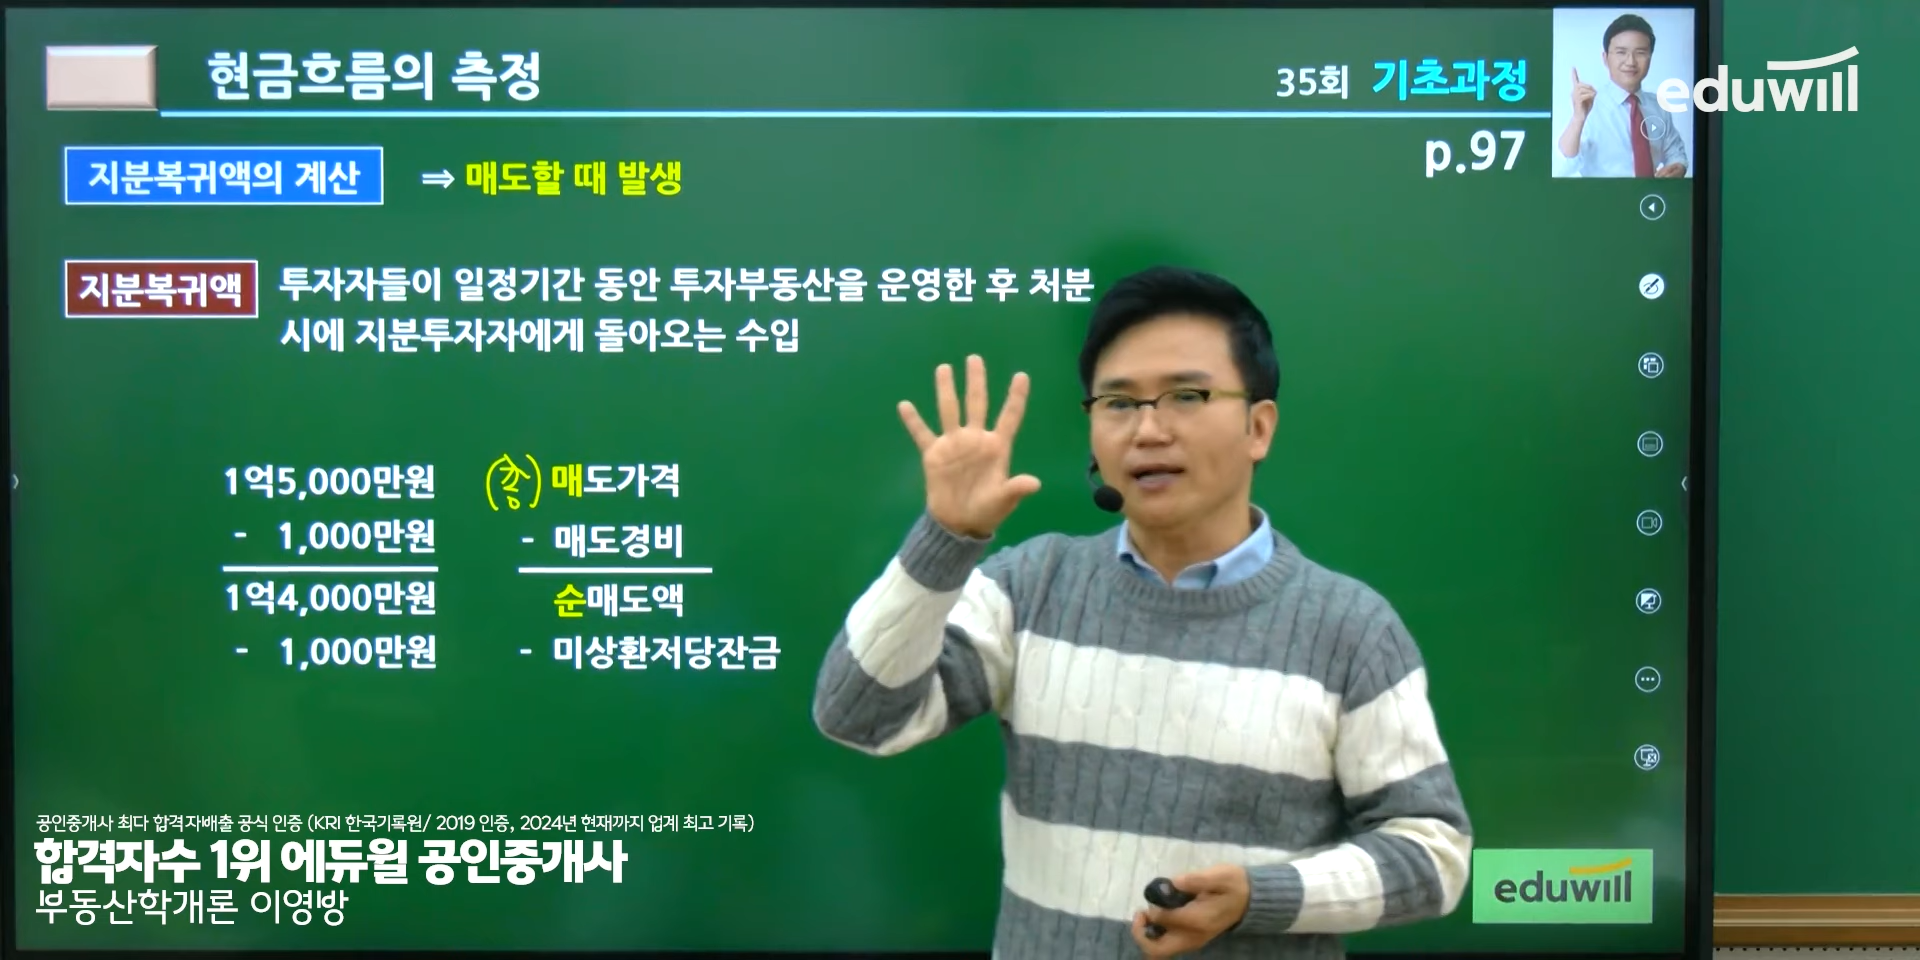 현금흐름의 측정
35회 기초과정
eduwill
p.97
지분복귀액의 계산 ⇒ 매도할 때 발생
지분복귀액 투자자들이 일정기간 동안 투자부동산을 운영한 후 처분
시에 지분투자자에게 돌아오는 수입
1억5,000만원 (총) 매도가격
- 1,000만원 - 매도경비
1억4,000만원 순매도액
- 1,000만원 - 미상환저당잔금
공인중개사 최다 합격자배출 공식 인증 (KRI 한국기록원/ 2019 인증, 2024년 현재까지 업계 최고 기록)
합격자수 1위 에듀윌 공인중개사
부동산학개론 이영방
eduwill